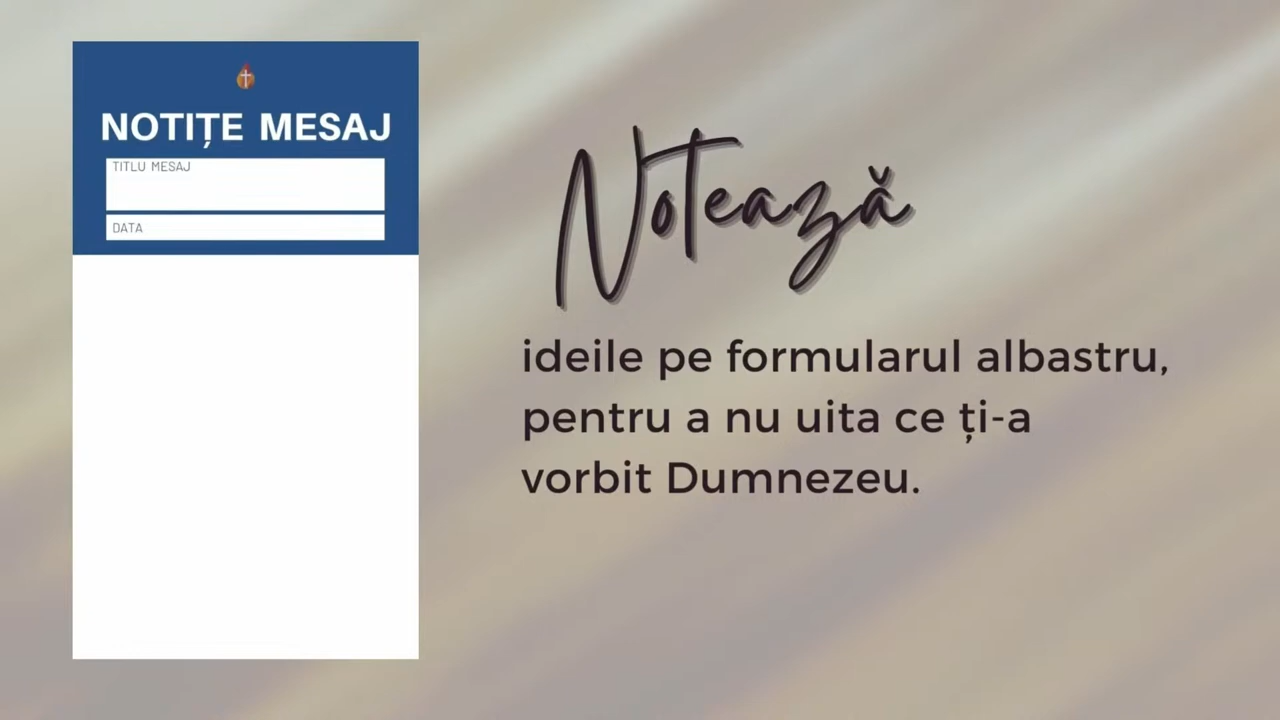 NOTIȚE MESAJ
TITLU MESAJ
DATA
Notează
ideile pe formularul albastru,
pentru a nu uita ce ți-a
vorbit Dumnezeu.